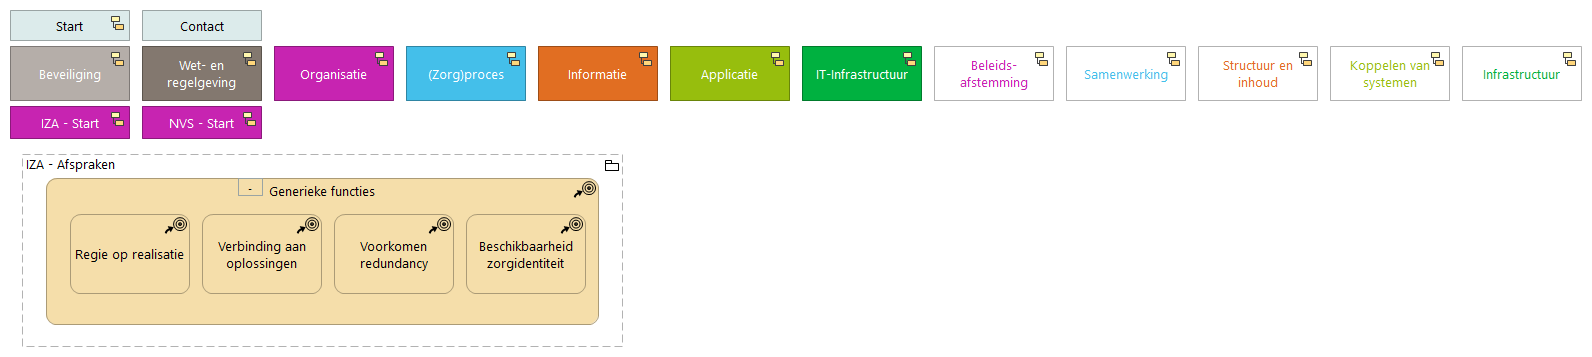 Start
Contact
Beveiliging
Wet- en
regelgeving
Organisatie
(Zorg)proces
Informatie
Applicatie
IT-Infrastructuur
Beleids-
afstemming
Samenwerking
Structuur en
inhoud
Koppelen van
systemen
Infrastructuur
IZA - Start
NVS - Start
IZA - Afspraken
-
Generieke functies
Regie op realisatie
Verbinding aan
oplossingen
Voorkomen
redundancy
Beschikbaarheid
zorgidentiteit